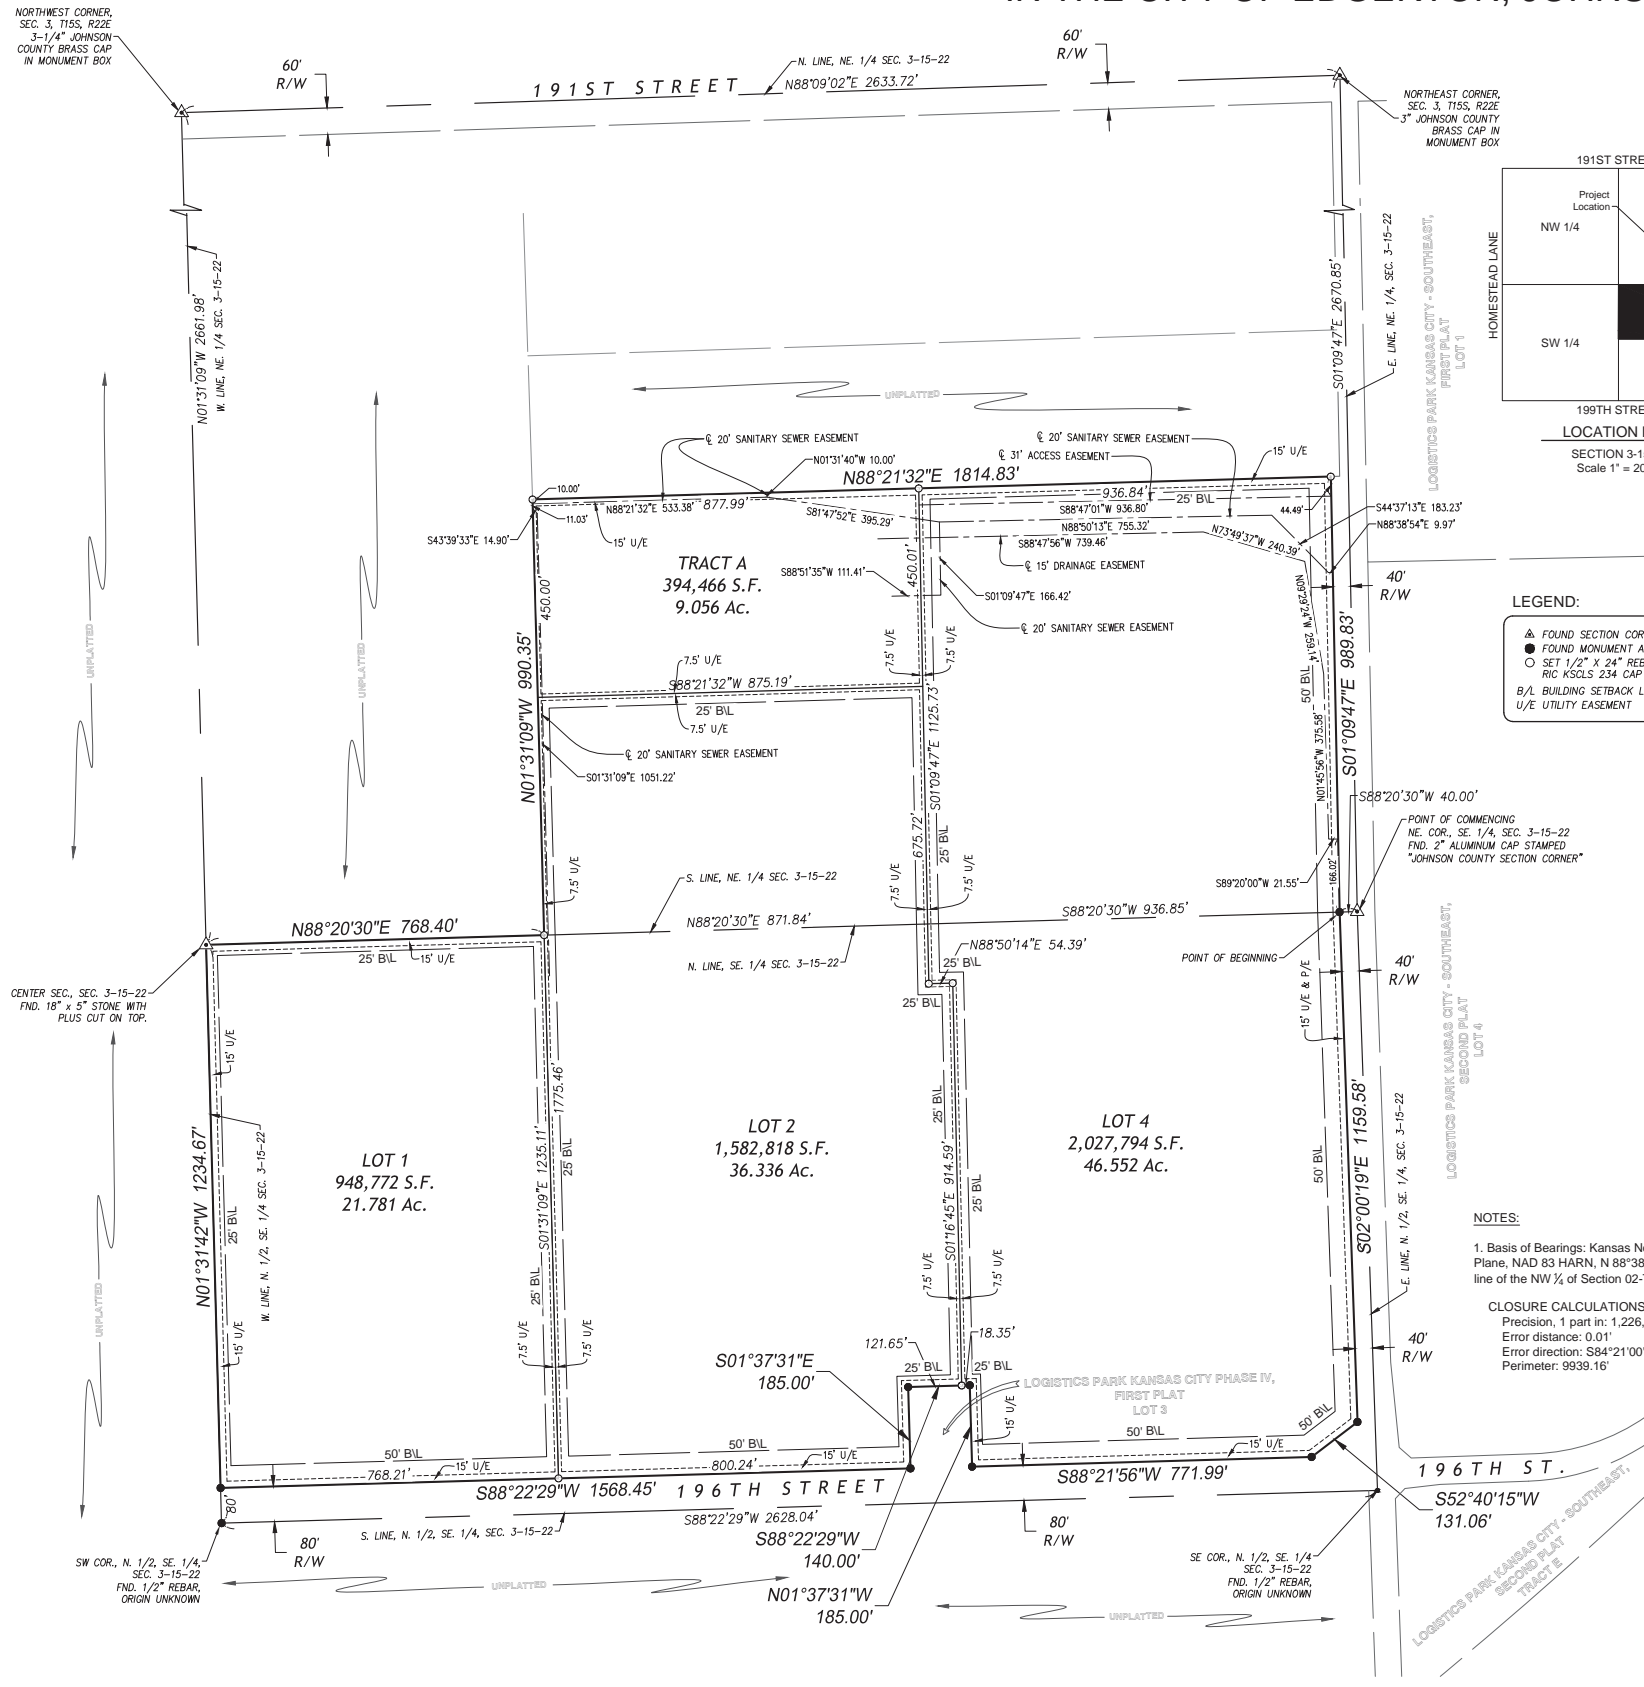 NORTHWEST CORNER,
SEC. 3, T15S, R22E
3-1/4" JOHNSON
COUNTY BRASS CAP
IN MONUMENT BOX
60'
R/W
191ST STREET
N. LINE, NE. 1/4 SEC. 3-15-22
N88°09'02"E 2633.72'
60'
R/W
NORTHEAST CORNER,
SEC. 3, T15S, R22E
3" JOHNSON COUNTY
BRASS CAP IN
MONUMENT BOX
191ST STRE
Project
Location
NW 1/4
SW 1/4
HOMESTEAD LANE
199TH STRE
LOCATION
SECTION 3-1
Scale 1" = 20
N01°31'09"W 2661.98'
W. LINE, NE. 1/4 SEC. 3-15-22
S01°09'47"E 2670.85'
E. LINE, NE. 1/4, SEC. 3-15-22
LOGISTICS PARK KANSAS CITY - SOUTHEAST,
FIRST PLAT
LOT 1
UNPLATTED
UNPLATTED
UNPLATTED
℄ 20' SANITARY SEWER EASEMENT
N01°31'40"W 10.00'
℄ 20' SANITARY SEWER EASEMENT
℄ 31' ACCESS EASEMENT
15' U/E
N88°21'32"E 1814.83'
10.00'
11.03'
S43°39'33"E 14.90'
N88°21'32"E 533.38'
877.99'
15' U/E
S81°47'52"E 395.29'
936.84'
25' B\L
S88°47'01"W 936.80'
N88°50'13"E 755.32'
S88°47'56"W 739.46'
44.49'
S44°37'13"E 183.23'
N88°38'54"E 9.97'
N73°49'37"W 240.39'
℄ 15' DRAINAGE EASEMENT
TRACT A
394,466 S.F.
9.056 Ac.
450.00'
450.01'
S88°51'35"W 111.41'
S01°09'47"E 166.42'
℄ 20' SANITARY SEWER EASEMENT
N09°29'24"W 259.14'
40'
R/W
LEGEND:
FOUND SECTION COR
FOUND MONUMENT A
SET 1/2" X 24" REB
RIC KSCLS 234 CAP
B/L BUILDING SETBACK L
U/E UTILITY EASEMENT
N01°31'09"W 990.35'
7.5' U/E
7.5' U/E
7.5' U/E
S88°21'32"W 875.19'
25' B\L
7.5' U/E
℄ 20' SANITARY SEWER EASEMENT
S01°31'09"E 1051.22'
S01°09'47"E 1125.73'
675.72'
25' B\L
50' B\L
N01°45'56"W 375.58'
S01°09'47"E 989.83'
S88°20'30"W 40.00'
POINT OF COMMENCING
NE. COR., SE. 1/4, SEC. 3-15-22
FND. 2" ALUMINUM CAP STAMPED
"JOHNSON COUNTY SECTION CORNER"
S89°20'00"W 21.55'
166.02'
7.5' U/E
S. LINE, NE. 1/4 SEC. 3-15-22
7.5' U/E
7.5' U/E
N88°20'30"E 768.40'
25' B\L
15' U/E
N88°20'30"E 871.84'
S88°20'30"W 936.85'
N. LINE, SE. 1/4 SEC. 3-15-22
N88°50'14"E 54.39'
25' B\L
25' B\L
POINT OF BEGINNING
40'
R/W
CENTER SEC., SEC. 3-15-22
FND. 18" x 5" STONE WITH
PLUS CUT ON TOP.
15' U/E & P/E
LOGISTICS PARK KANSAS CITY - SOUTHEAST,
SECOND PLAT
LOT 4
15' U/E
N01°31'42"W 1234.67'
W. LINE, N. 1/2, SE. 1/4 SEC. 3-15-22
25' B\L
LOT 1
948,772 S.F.
21.781 Ac.
1775.46'
S01°31'09"E 1235.11'
25' B\L
25' B\L
LOT 2
1,582,818 S.F.
36.336 Ac.
25' B\L
S01°16'45"E 914.59'
25' B\L
LOT 4
2,027,794 S.F.
46.552 Ac.
50' B\L
S02°00'19"E 1159.58'
E. LINE, N. 1/2, SE. 1/4, SEC. 3-15-22
NOTES:
1. Basis of Bearings: Kansas N
Plane, NAD 83 HARN, N 88°38
line of the NW ¼ of Section 02-
CLOSURE CALCULATIONS
Precision, 1 part in: 1,226,
Error distance: 0.01'
Error direction: S84°21'00"
Perimeter: 9939.16'
UNPLATTED
15' U/E
7.5' U/E
7.5' U/E
7.5' U/E
7.5' U/E
S01°37'31"E
185.00'
121.65'
18.35'
25' B\L
25' B\L
LOGISTICS PARK KANSAS CITY PHASE IV,
FIRST PLAT
LOT 3
15' U/E
40'
R/W
50' B\L
768.21'
15' U/E
50' B\L
800.24'
15' U/E
50' B\L
15' U/E
50' B\L
S88°22'29"W 1568.45'
196TH STREET
S88°21'56"W 771.99'
196TH ST.
S52°40'15"W
131.06'
80'
80'
R/W
S. LINE, N. 1/2, SE. 1/4, SEC. 3-15-22
S88°22'29"W 2628.04'
80'
R/W
S88°22'29"W
140.00'
N01°37'31"W
185.00'
SW COR., N. 1/2, SE. 1/4,
SEC. 3-15-22
FND. 1/2" REBAR,
ORIGIN UNKNOWN
UNPLATTED
UNPLATTED
SE COR., N. 1/2, SE. 1/4
SEC. 3-15-22
FND. 1/2" REBAR,
ORIGIN UNKNOWN
LOGISTICS PARK KANSAS CITY - SOUTHEAST,
SECOND PLAT
TRACT E